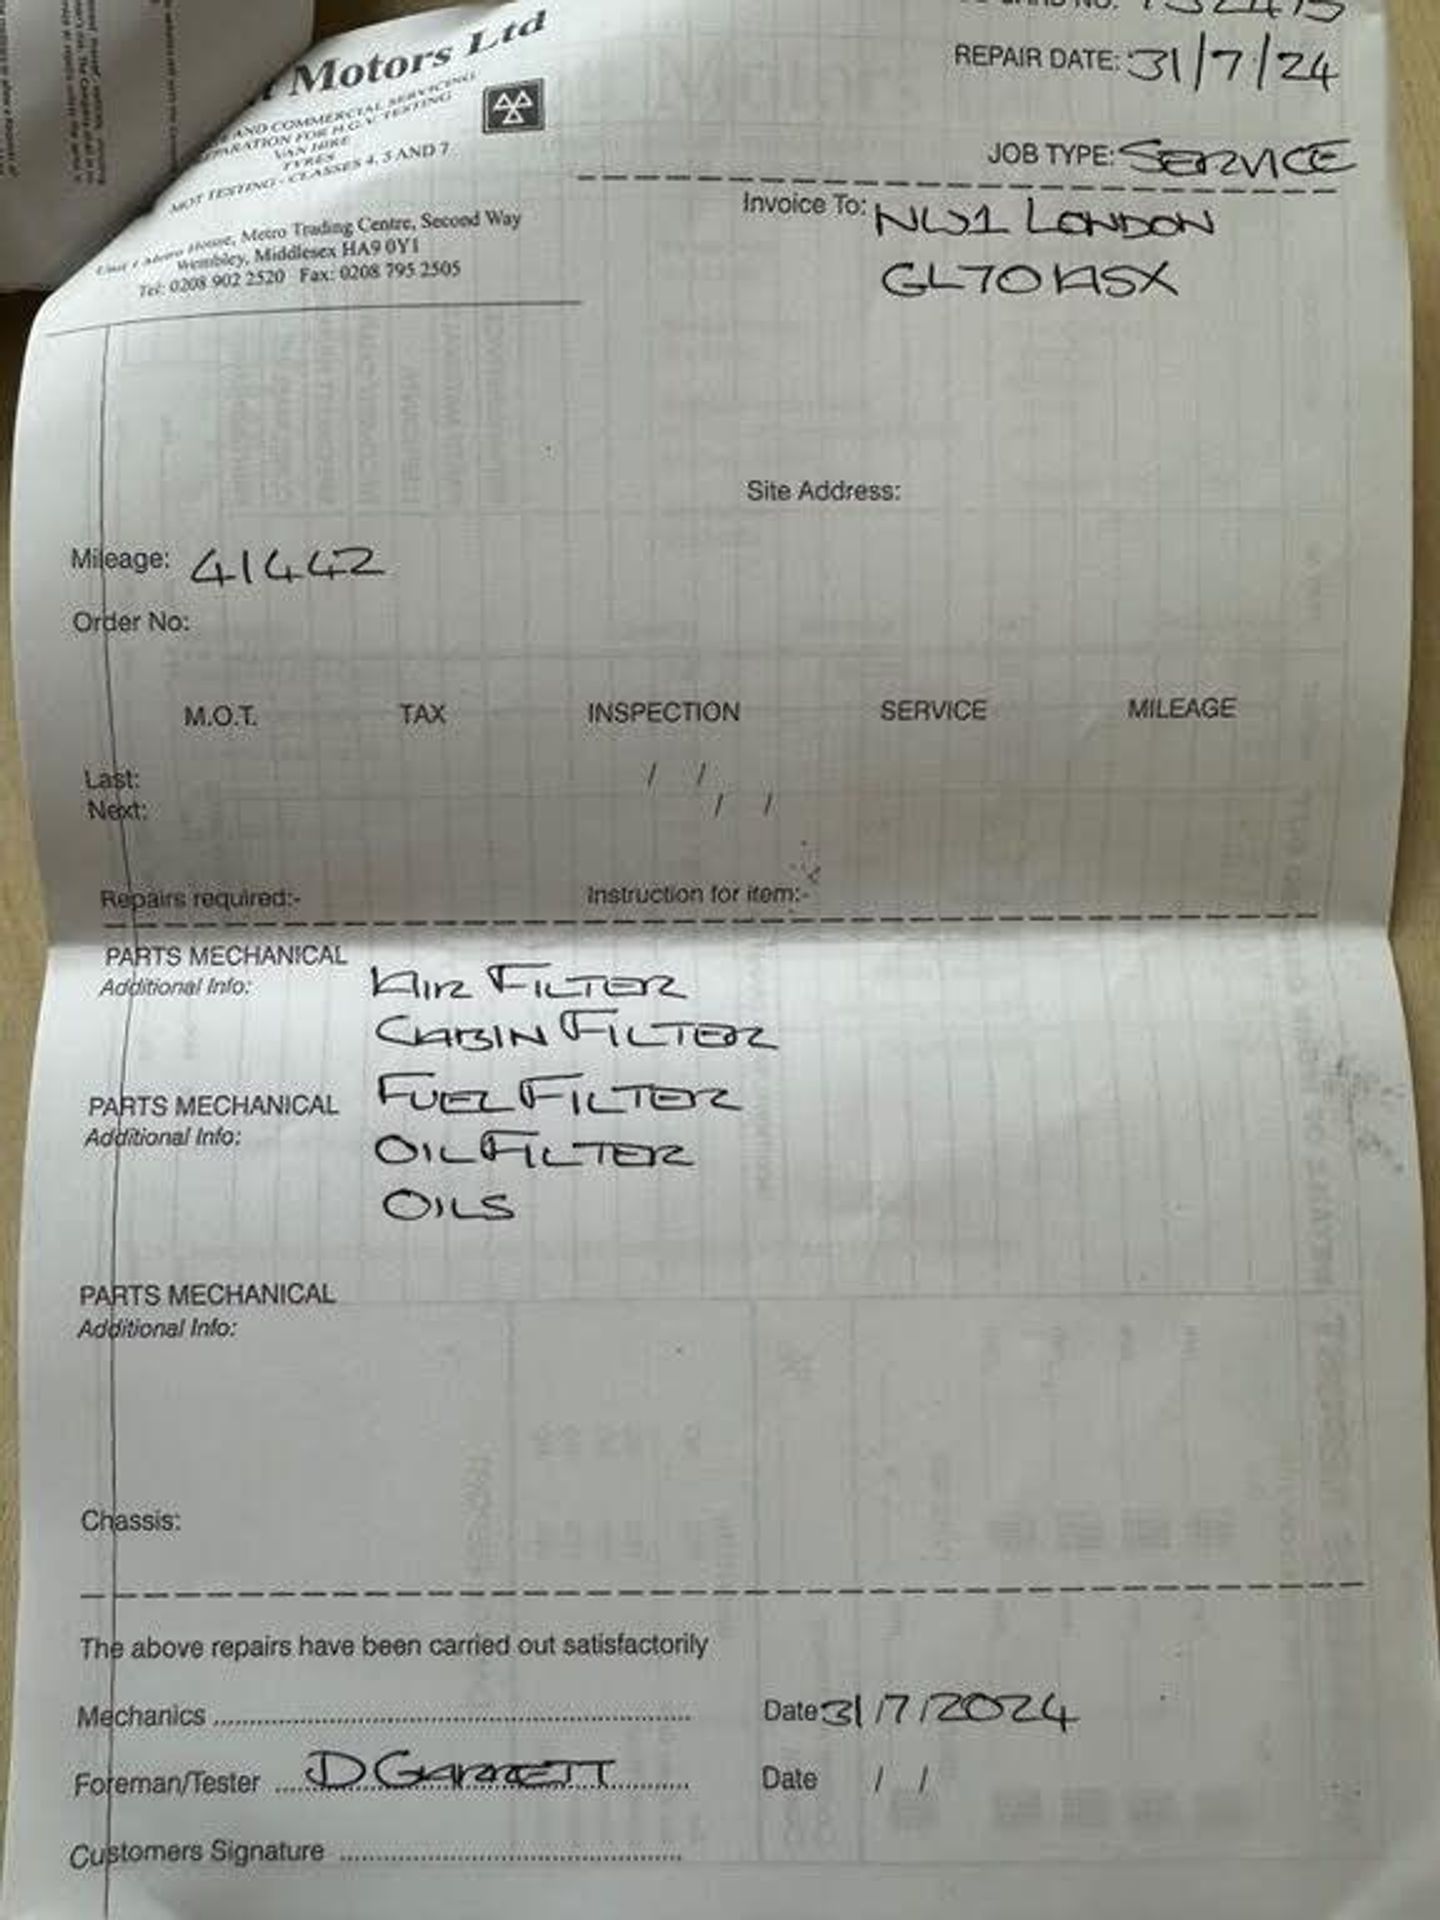 Motors Ltd
AND COMMERCIAL SERVICING
PARATION FOR H.G.V. TESTING
VAN HIRE
TYRES
MOT TESTING - CLASSES 4, 5 AND 7
Metro House, Metro Trading Centre, Second Way
Wembley, Middlesex HA9 0Y1
Tel: 0208 902 2520 Fax: 0208 795 2505
REPAIR DATE: 31/7/24
JOB TYPE: SERVICE
Invoice To: NW1 LONDON
GL70ASX
Site Address:
Mileage: 41442
Order No:
M.O.T. TAX INSPECTION SERVICE MILEAGE
Last: / /
Next: / /
Repairs required:- Instruction for item:-
PARTS MECHANICAL
Additional Info: AIR FILTER
CABIN FILTER
PARTS MECHANICAL FUEL FILTER
Additional Info: OIL FILTER
OILS
PARTS MECHANICAL
Additional Info:
Chassis:
The above repairs have been carried out satisfactorily
Mechanics Date 31/7/2024
Foreman/Tester D GARRETT Date / /
Customers Signature